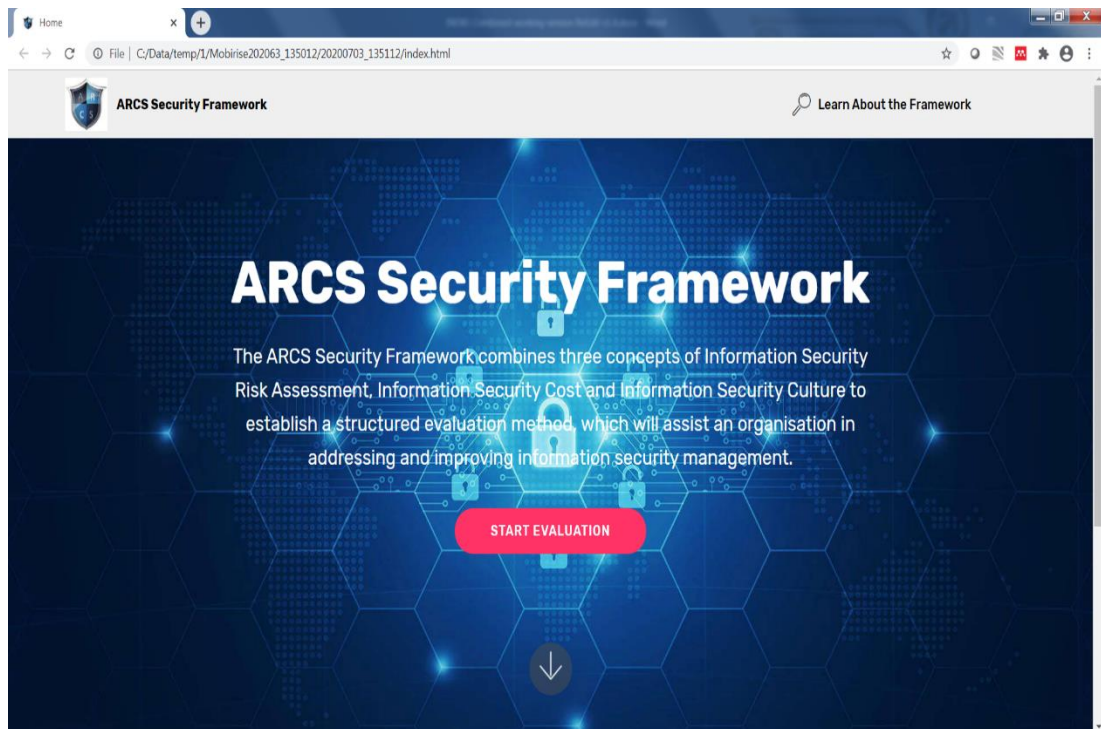 Home
File | C:/Data/temp/1/Mobirise202063_135012/20200703_135112/index.html
A R
C S
ARCS Security Framework
Learn About the Framework
ARCS Security Framework
The ARCS Security Framework combines three concepts of Information Security
Risk Assessment, Information Security Cost and Information Security Culture to
establish a structured evaluation method, which will assist an organisation in
addressing and improving information security management.
START EVALUATION